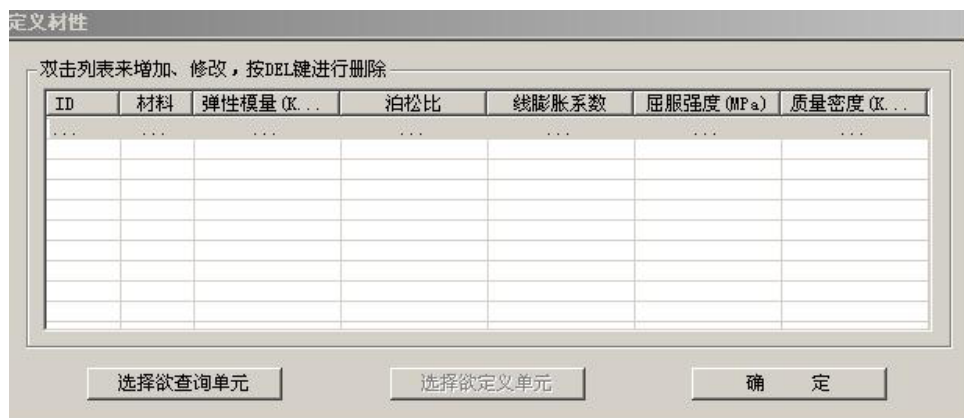 定义材性
双击列表来增加、修改，按DEL键进行删除
ID 材料 弹性模量(K... 泊松比 线膨胀系数 屈服强度(MPa) 质量密度(K...
... ... ... ... ... ... ...
选择欲查询单元 选择欲定义单元 确 定